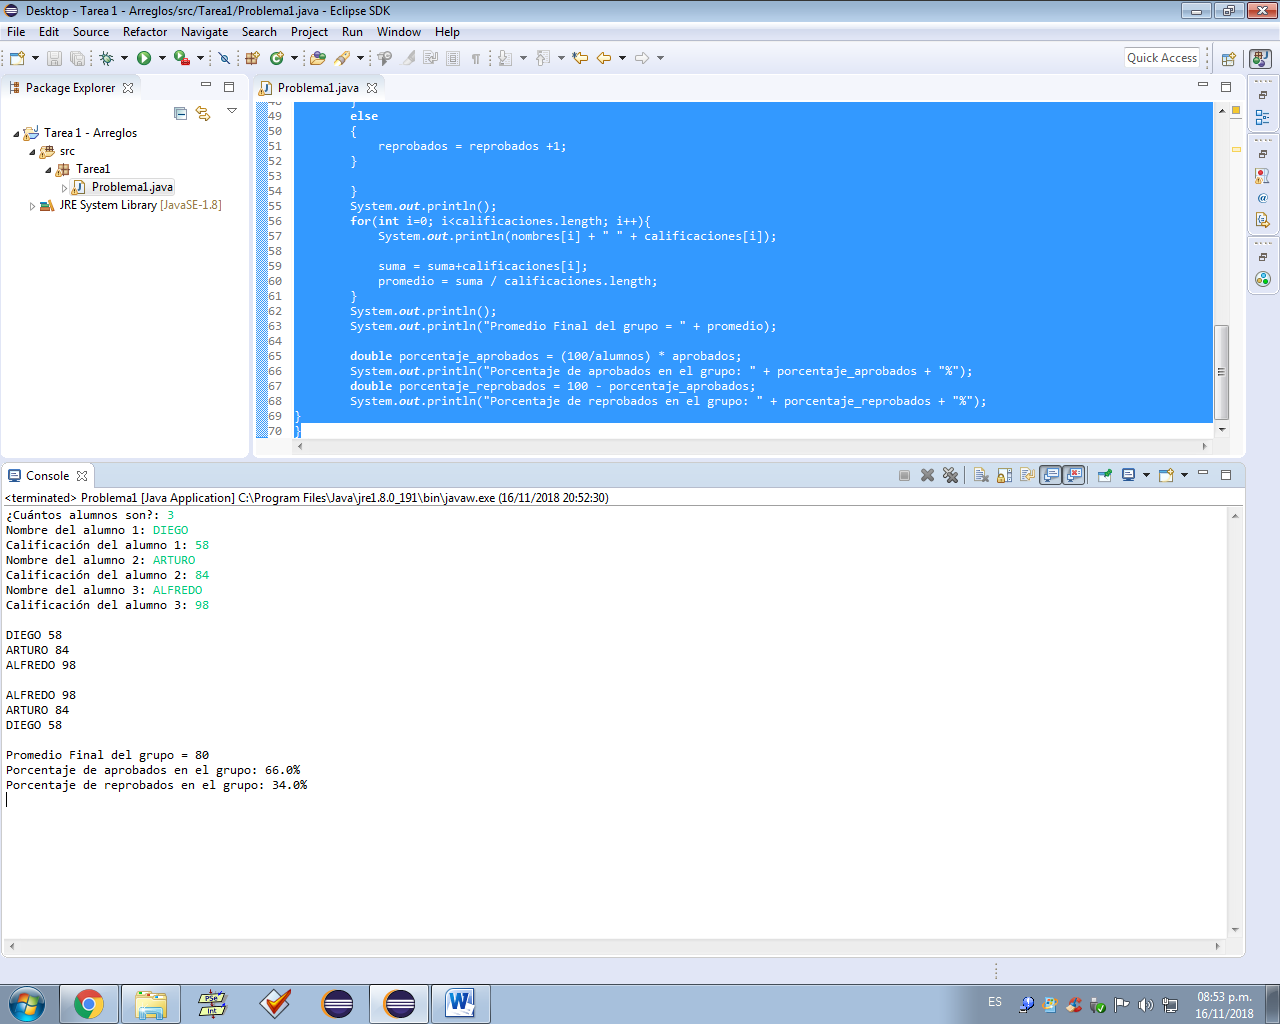 Desktop - Tarea 1 - Arreglos/src/Tarea1/Problema1.java - Eclipse SDK
File Edit Source Refactor Navigate Search Project Run Window Help
Quick Access
Package Explorer
Problema1.java
Tarea 1 - Arreglos
src
Tarea1
Problema1.java
JRE System Library [JavaSE-1.8]
48 }
49 else
50 {
51 reprobados = reprobados +1;
52 }
53
54 }
55 System.out.println();
56 for(int i=0; i<calificaciones.length; i++){
57 System.out.println(nombres[i] + " " + calificaciones[i]);
58
59 suma = suma+calificaciones[i];
60 promedio = suma / calificaciones.length;
61 }
62 System.out.println();
63 System.out.println("Promedio Final del grupo = " + promedio);
64
65 double porcentaje_aprobados = (100/alumnos) * aprobados;
66 System.out.println("Porcentaje de aprobados en el grupo: " + porcentaje_aprobados + "%");
67 double porcentaje_reprobados = 100 - porcentaje_aprobados;
68 System.out.println("Porcentaje de reprobados en el grupo: " + porcentaje_reprobados + "%");
69 }
70 }
Console
<terminated> Problema1 [Java Application] C:\Program Files\Java\jre1.8.0_191\bin\javaw.exe (16/11/2018 20:52:30)
¿Cuántos alumnos son?: 3
Nombre del alumno 1: DIEGO
Calificación del alumno 1: 58
Nombre del alumno 2: ARTURO
Calificación del alumno 2: 84
Nombre del alumno 3: ALFREDO
Calificación del alumno 3: 98
DIEGO 58
ARTURO 84
ALFREDO 98
ALFREDO 98
ARTURO 84
DIEGO 58
Promedio Final del grupo = 80
Porcentaje de aprobados en el grupo: 66.0%
Porcentaje de reprobados en el grupo: 34.0%
PSe
Int
W
ES
08:53 p.m.
16/11/2018